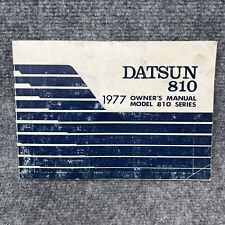 DATSUN
810
1977 OWNER'S MANUAL
MODEL 810 SERIES